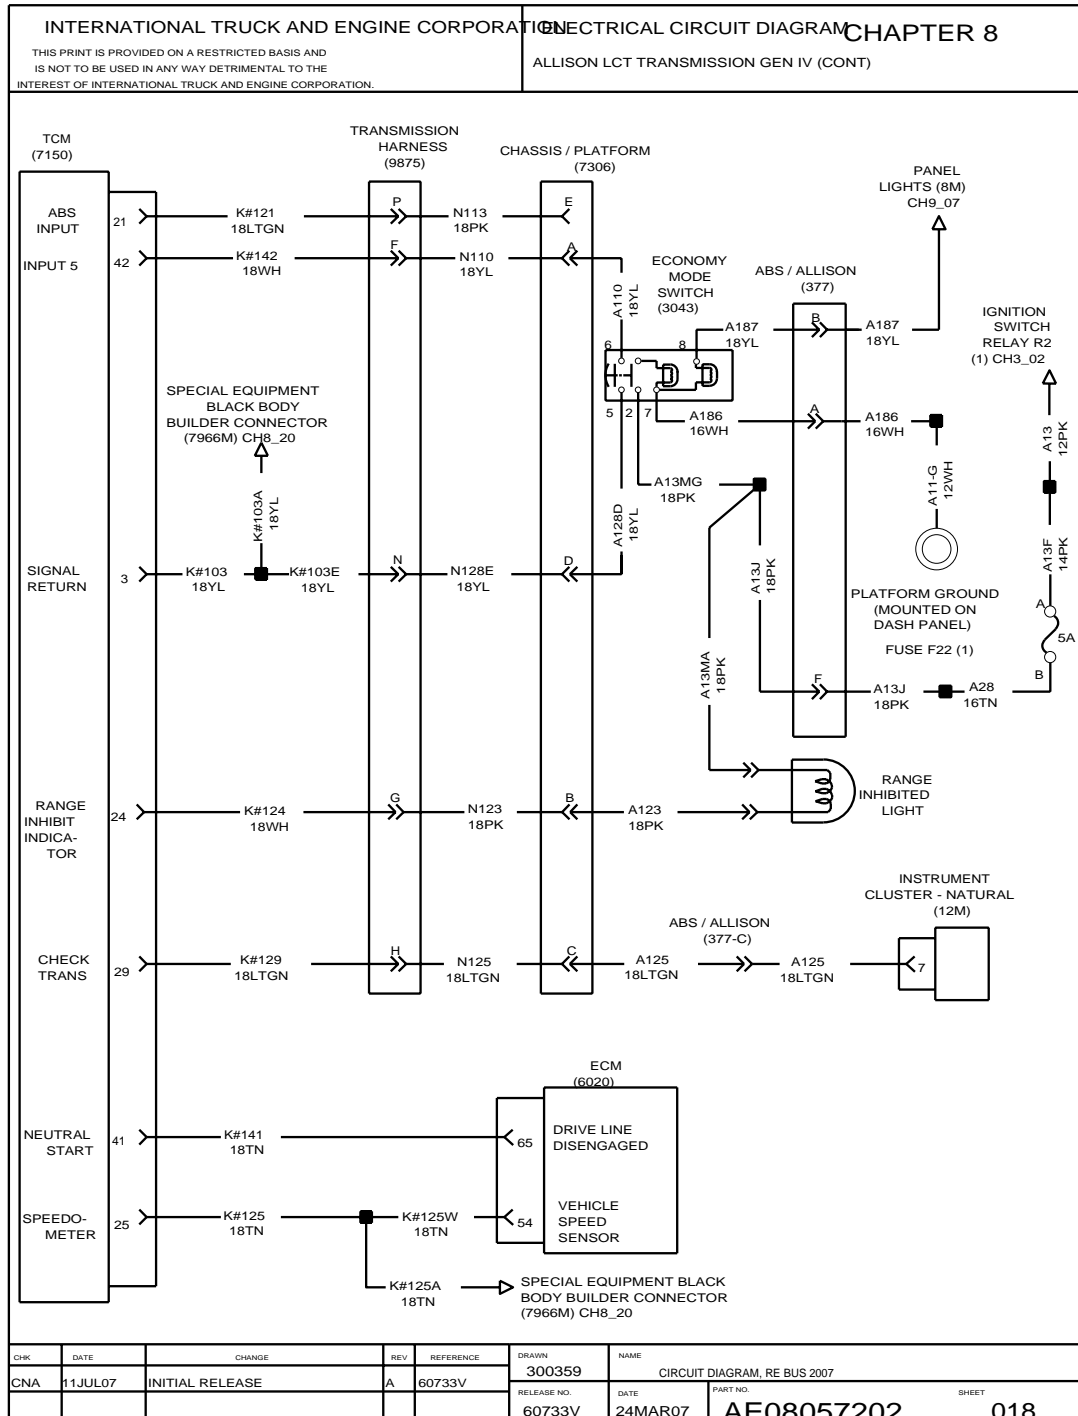 INTERNATIONAL TRUCK AND ENGINE CORPORATION
ELECTRICAL CIRCUIT DIAGRAM
CHAPTER 8
THIS PRINT IS PROVIDED ON A RESTRICTED BASIS AND
IS NOT TO BE USED IN ANY WAY DETRIMENTAL TO THE
INTEREST OF INTERNATIONAL TRUCK AND ENGINE CORPORATION.
ALLISON LCT TRANSMISSION GEN IV (CONT)
TCM
(7150)
TRANSMISSION
HARNESS
(9875)
CHASSIS / PLATFORM
(7306)
PANEL
LIGHTS (8M)
CH9_07
ABS
INPUT
21
K#121
18LTGN
P
N113
18PK
E
INPUT 5
42
K#142
18WH
F
N110
18YL
A
A110
18YL
ECONOMY
MODE
SWITCH
(3043)
ABS / ALLISON
(377)
IGNITION
SWITCH
RELAY R2
(1) CH3_02
A187
18YL
B
A187
18YL
6
8
5
2
7
A186
16WH
A
A186
16WH
A13
12PK
SPECIAL EQUIPMENT
BLACK BODY
BUILDER CONNECTOR
(7966M) CH8_20
A13MG
18PK
A11-G
12WH
K#103A
18YL
A128D
18YL
A13J
18PK
A13F
14PK
SIGNAL
RETURN
3
K#103
18YL
K#103E
18YL
N
N128E
18YL
D
PLATFORM GROUND
(MOUNTED ON
DASH PANEL)
A
5A
B
FUSE F22 (1)
A13MA
18PK
F
A13J
18PK
A28
16TN
RANGE
INHIBIT
INDICA-
TOR
24
K#124
18WH
G
N123
18PK
B
A123
18PK
RANGE
INHIBITED
LIGHT
INSTRUMENT
CLUSTER - NATURAL
(12M)
ABS / ALLISON
(377-C)
CHECK
TRANS
29
K#129
18LTGN
H
N125
18LTGN
C
A125
18LTGN
A125
18LTGN
7
ECM
(6020)
NEUTRAL
START
41
K#141
18TN
65
DRIVE LINE
DISENGAGED
SPEEDO-
METER
25
K#125
18TN
K#125W
18TN
54
VEHICLE
SPEED
SENSOR
K#125A
18TN
SPECIAL EQUIPMENT BLACK
BODY BUILDER CONNECTOR
(7966M) CH8_20
CHK DATE CHANGE REV REFERENCE
CNA 11JUL07 INITIAL RELEASE A 60733V
DRAWN
300359
NAME
CIRCUIT DIAGRAM, RE BUS 2007
RELEASE NO.
60733V
DATE
24MAR07
PART NO.
AE08057202
SHEET
018